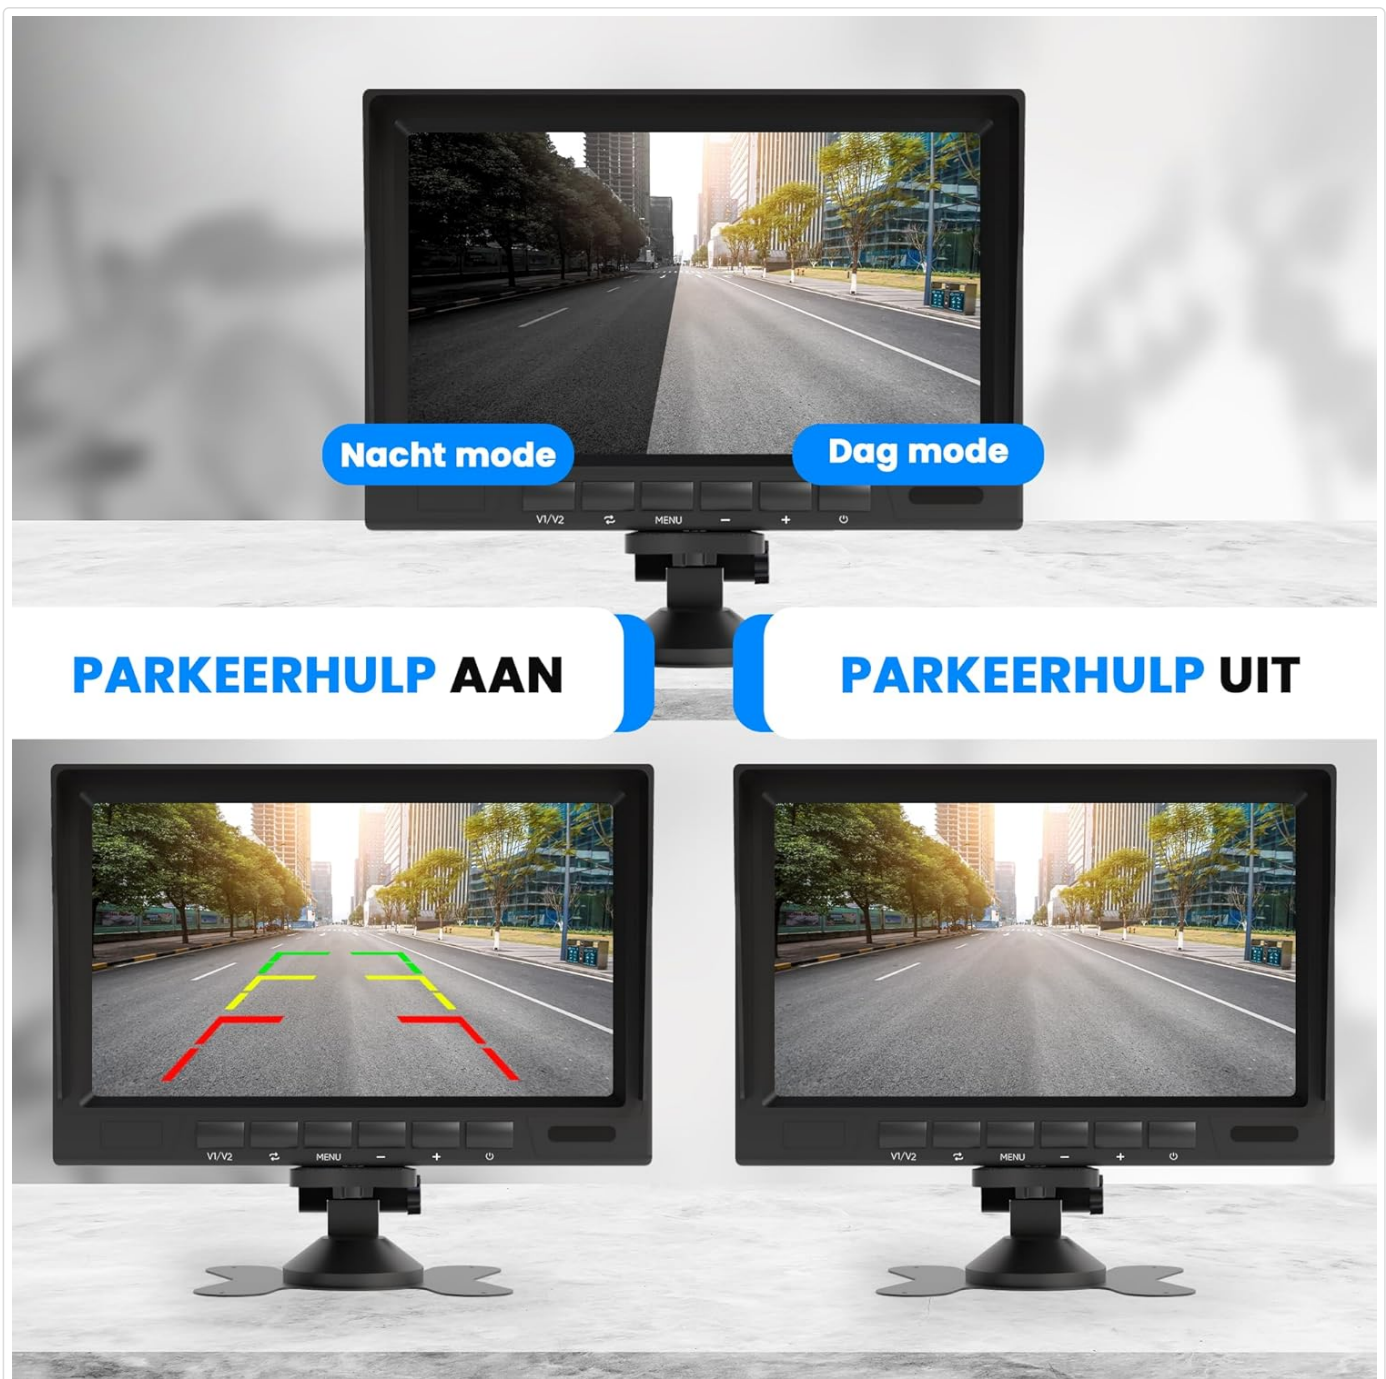 Nacht mode
Dag mode
V1/V2 MENU − + 
PARKEERHULP AAN
PARKEERHULP UIT
V1/V2 MENU − +
V1/V2 MENU − +